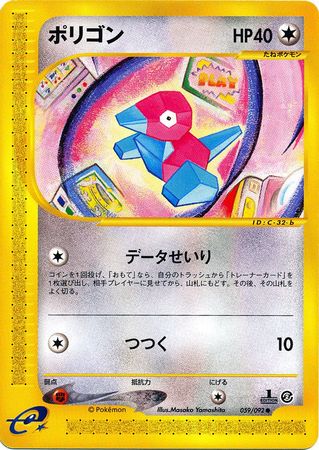 ポリゴン
HP40
たねポケモン
PLAY
ID:C-32-b
データせいり
コインを1回投げ、「おもて」なら、自分のトラッシュから「トレーナーカード」を
1枚選び出し、相手プレイヤーに見せてから、山札にもどす。その後、その山札を
よく切る。
つつく 10
弱点 抵抗力 にげる
1 EDITION
©Pokémon Illus.Masako Yamashita 059/092 ●
e